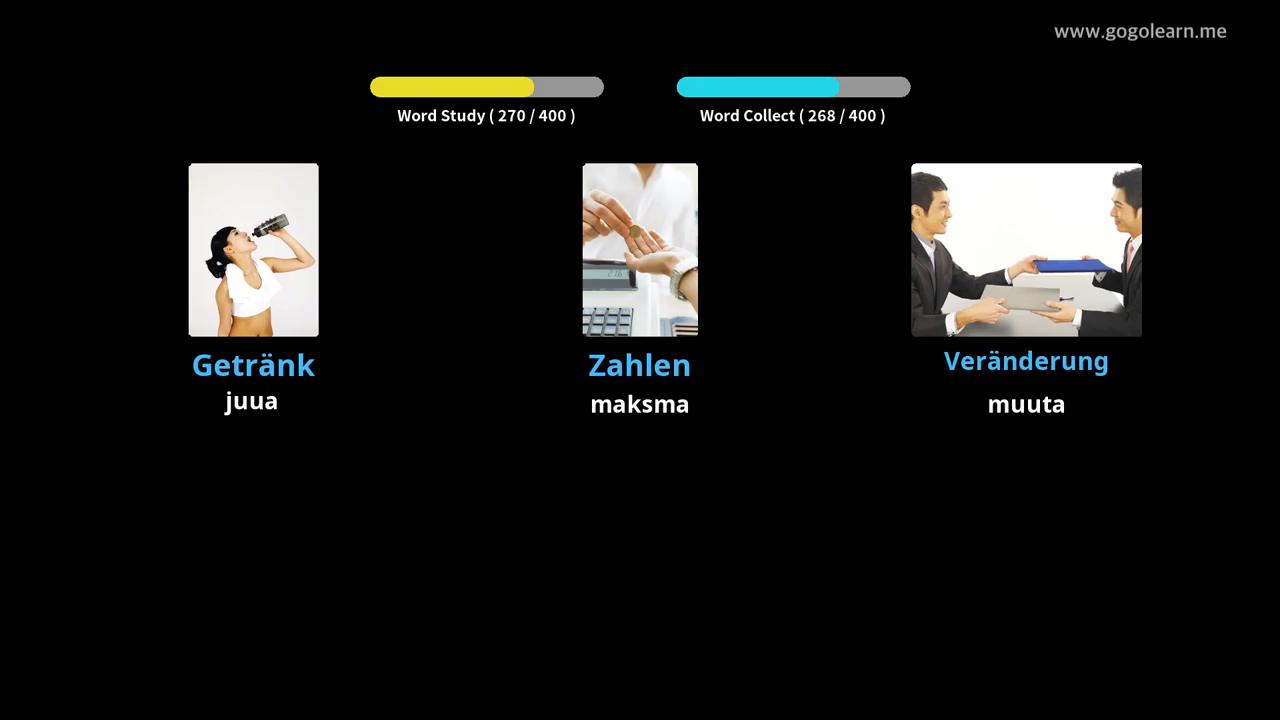 www.gogolearn.me
Word Study ( 270 / 400 )
Word Collect ( 268 / 400 )
Getränk
juua
Zahlen
maksma
Veränderung
muuta